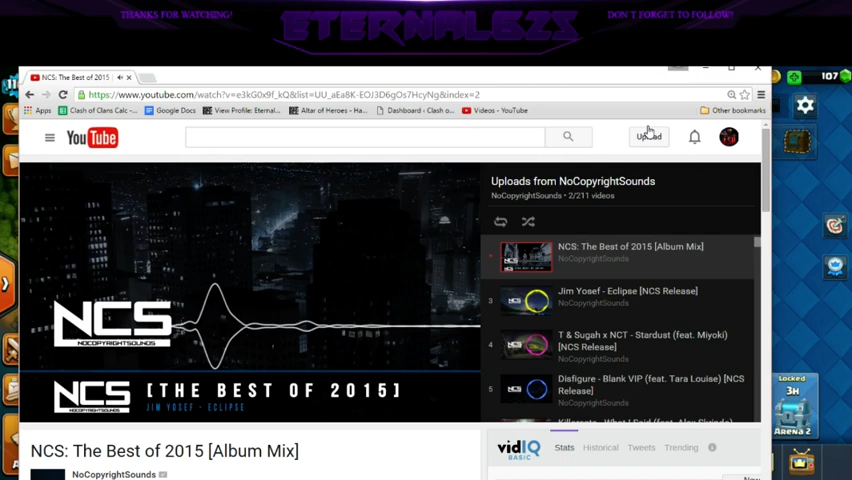 THANKS FOR WATCHING!
ETERNAL625
DON T FORGET TO FOLLOW!
NCS: The Best of 2015
https://www.youtube.com/watch?v=e3kG0x9f_kQ&list=UU_aEa8K-EOJ3D6gOs7HcyNg&index=2
Apps
Clash of Clans Calc -
Google Docs
View Profile: Eternal...
Altar of Heroes - Ha...
Dashboard ‹ Clash o...
Videos - YouTube
Other bookmarks
107
YouTube
Upload
Uploads from NoCopyrightSounds
NoCopyrightSounds • 2/211 videos
NCS: The Best of 2015 [Album Mix]
NoCopyrightSounds
3
Jim Yosef - Eclipse [NCS Release]
NoCopyrightSounds
4
T & Sugah x NCT - Stardust (feat. Miyoki)
[NCS Release]
NoCopyrightSounds
5
Disfigure - Blank VIP (feat. Tara Louise) [NCS
Release]
NoCopyrightSounds
NCS
NOCOPYRIGHTSOUNDS
NCS
NOCOPYRIGHTSOUNDS
[THE BEST OF 2015]
JIM YOSEF - ECLIPSE
Locked
3H
Arena 2
NCS: The Best of 2015 [Album Mix]
NoCopyrightSounds
vidIQ
BASIC
Stats
Historical
Tweets
Trending